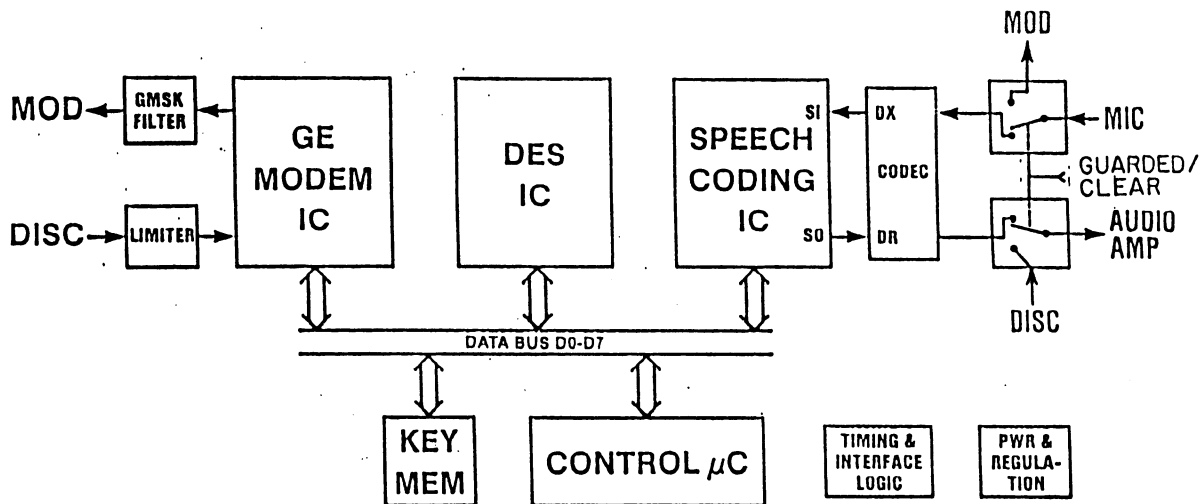 MOD
MOD
GMSK
FILTER
GE
MODEM
IC
DES
IC
SPEECH
CODING
IC
SI
DX
CODEC
MIC
GUARDED/
CLEAR
DISC
LIMITER
SO
DR
AUDIO
AMP
DISC
DATA BUS D0-D7
KEY
MEM
CONTROL μC
TIMING &
INTERFACE
LOGIC
PWR &
REGULA-
TION